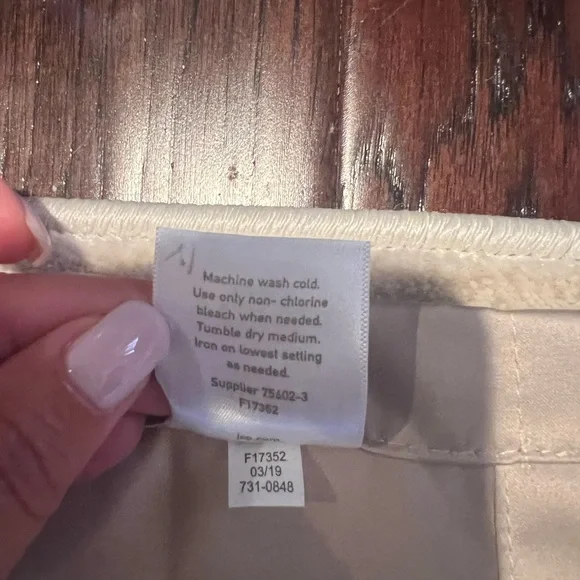 Machine wash cold.
Use only non- chlorine
bleach when needed.
Tumble dry medium.
Iron on lowest setting
as needed.
Supplier 75602-3
F17352
F17352
03/19
731-0848